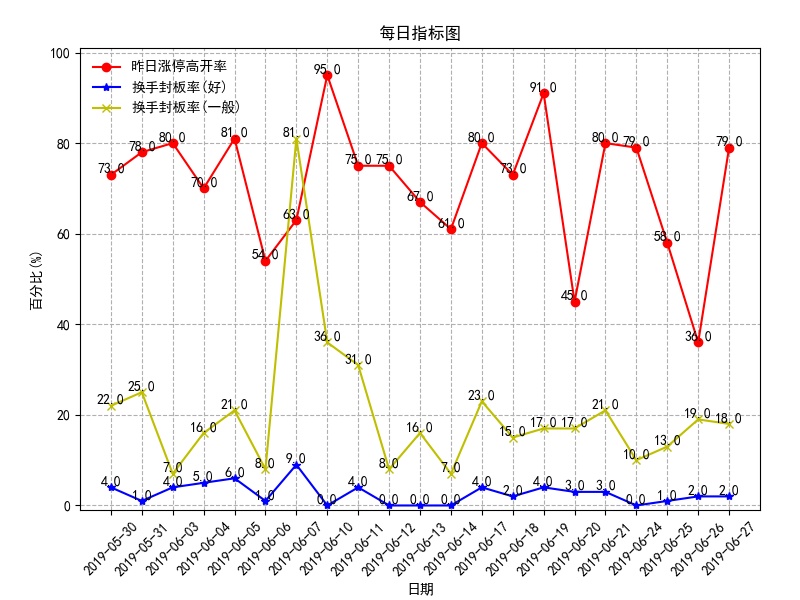 每日指标图
昨日涨停高开率
换手封板率(好)
换手封板率(一般)
百分比(%)
100
80
60
40
20
0
73.0 78.0 80.0 70.0 81.0 54.0 63.0 95.0 75.0 75.0 67.0 61.0 80.0 73.0 91.0 45.0 80.0 79.0 58.0 36.0 79.0
22.0 25.0 7.0 16.0 21.0 8.0 81.0 36.0 31.0 8.0 16.0 7.0 23.0 15.0 17.0 17.0 21.0 10.0 13.0 19.0 18.0
4.0 1.0 4.0 5.0 6.0 1.0 9.0 0.0 4.0 0.0 0.0 0.0 4.0 2.0 4.0 3.0 3.0 0.0 1.0 2.0 2.0
2019-05-30 2019-05-31 2019-06-03 2019-06-04 2019-06-05 2019-06-06 2019-06-07 2019-06-10 2019-06-11 2019-06-12 2019-06-13 2019-06-14 2019-06-17 2019-06-18 2019-06-19 2019-06-20 2019-06-21 2019-06-24 2019-06-25 2019-06-26 2019-06-27
日期